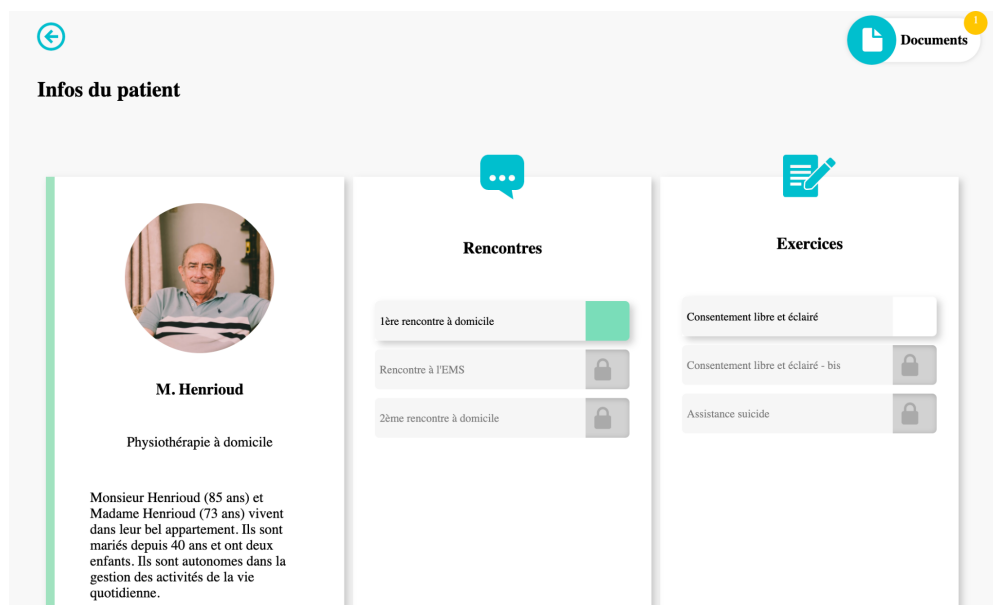 1
Documents
Infos du patient
M. Henrioud
Physiothérapie à domicile
Monsieur Henrioud (85 ans) et
Madame Henrioud (73 ans) vivent
dans leur bel appartement. Ils sont
mariés depuis 40 ans et ont deux
enfants. Ils sont autonomes dans la
gestion des activités de la vie
quotidienne.
Rencontres
1ère rencontre à domicile
Rencontre à l'EMS
2ème rencontre à domicile
Exercices
Consentement libre et éclairé
Consentement libre et éclairé - bis
Assistance suicide